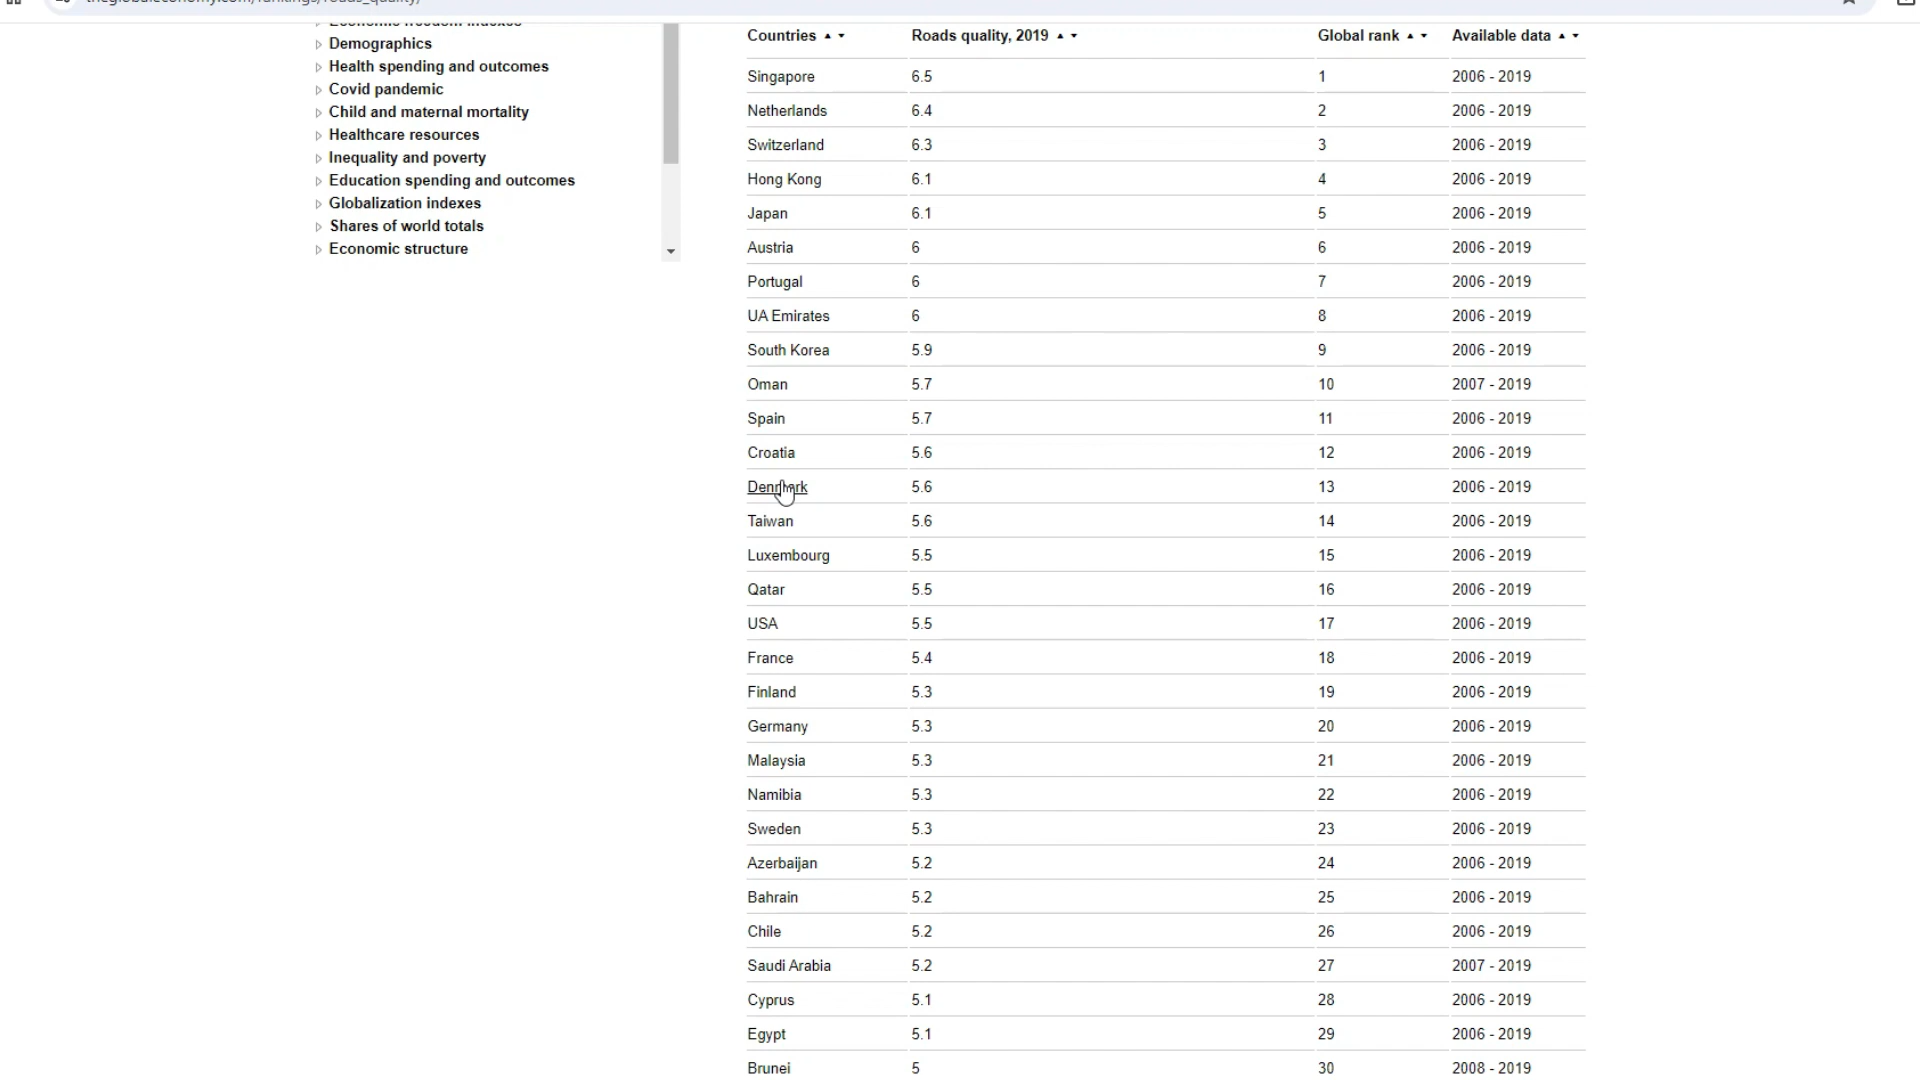 theglobaleconomy.com/rankings/roads_quality/
Economic freedom indexes
Demographics
Health spending and outcomes
Covid pandemic
Child and maternal mortality
Healthcare resources
Inequality and poverty
Education spending and outcomes
Globalization indexes
Shares of world totals
Economic structure
Countries Roads quality, 2019 Global rank Available data
Singapore 6.5 1 2006 - 2019
Netherlands 6.4 2 2006 - 2019
Switzerland 6.3 3 2006 - 2019
Hong Kong 6.1 4 2006 - 2019
Japan 6.1 5 2006 - 2019
Austria 6 6 2006 - 2019
Portugal 6 7 2006 - 2019
UA Emirates 6 8 2006 - 2019
South Korea 5.9 9 2006 - 2019
Oman 5.7 10 2007 - 2019
Spain 5.7 11 2006 - 2019
Croatia 5.6 12 2006 - 2019
Denmark 5.6 13 2006 - 2019
Taiwan 5.6 14 2006 - 2019
Luxembourg 5.5 15 2006 - 2019
Qatar 5.5 16 2006 - 2019
USA 5.5 17 2006 - 2019
France 5.4 18 2006 - 2019
Finland 5.3 19 2006 - 2019
Germany 5.3 20 2006 - 2019
Malaysia 5.3 21 2006 - 2019
Namibia 5.3 22 2006 - 2019
Sweden 5.3 23 2006 - 2019
Azerbaijan 5.2 24 2006 - 2019
Bahrain 5.2 25 2006 - 2019
Chile 5.2 26 2006 - 2019
Saudi Arabia 5.2 27 2007 - 2019
Cyprus 5.1 28 2006 - 2019
Egypt 5.1 29 2006 - 2019
Brunei 5 30 2008 - 2019